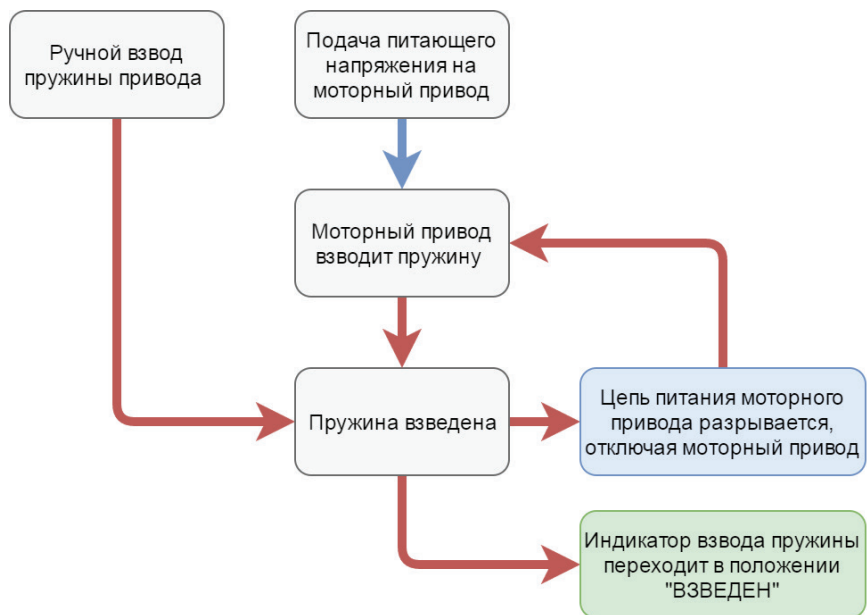 Ручной взвод
пружины привода
Подача питающего
напряжения на
моторный привод
Моторный привод
взводит пружину
Пружина взведена
Цепь питания моторного
привода разрывается,
отключая моторный привод
Индикатор взвода пружины
переходит в положении
"ВЗВЕДЕН"